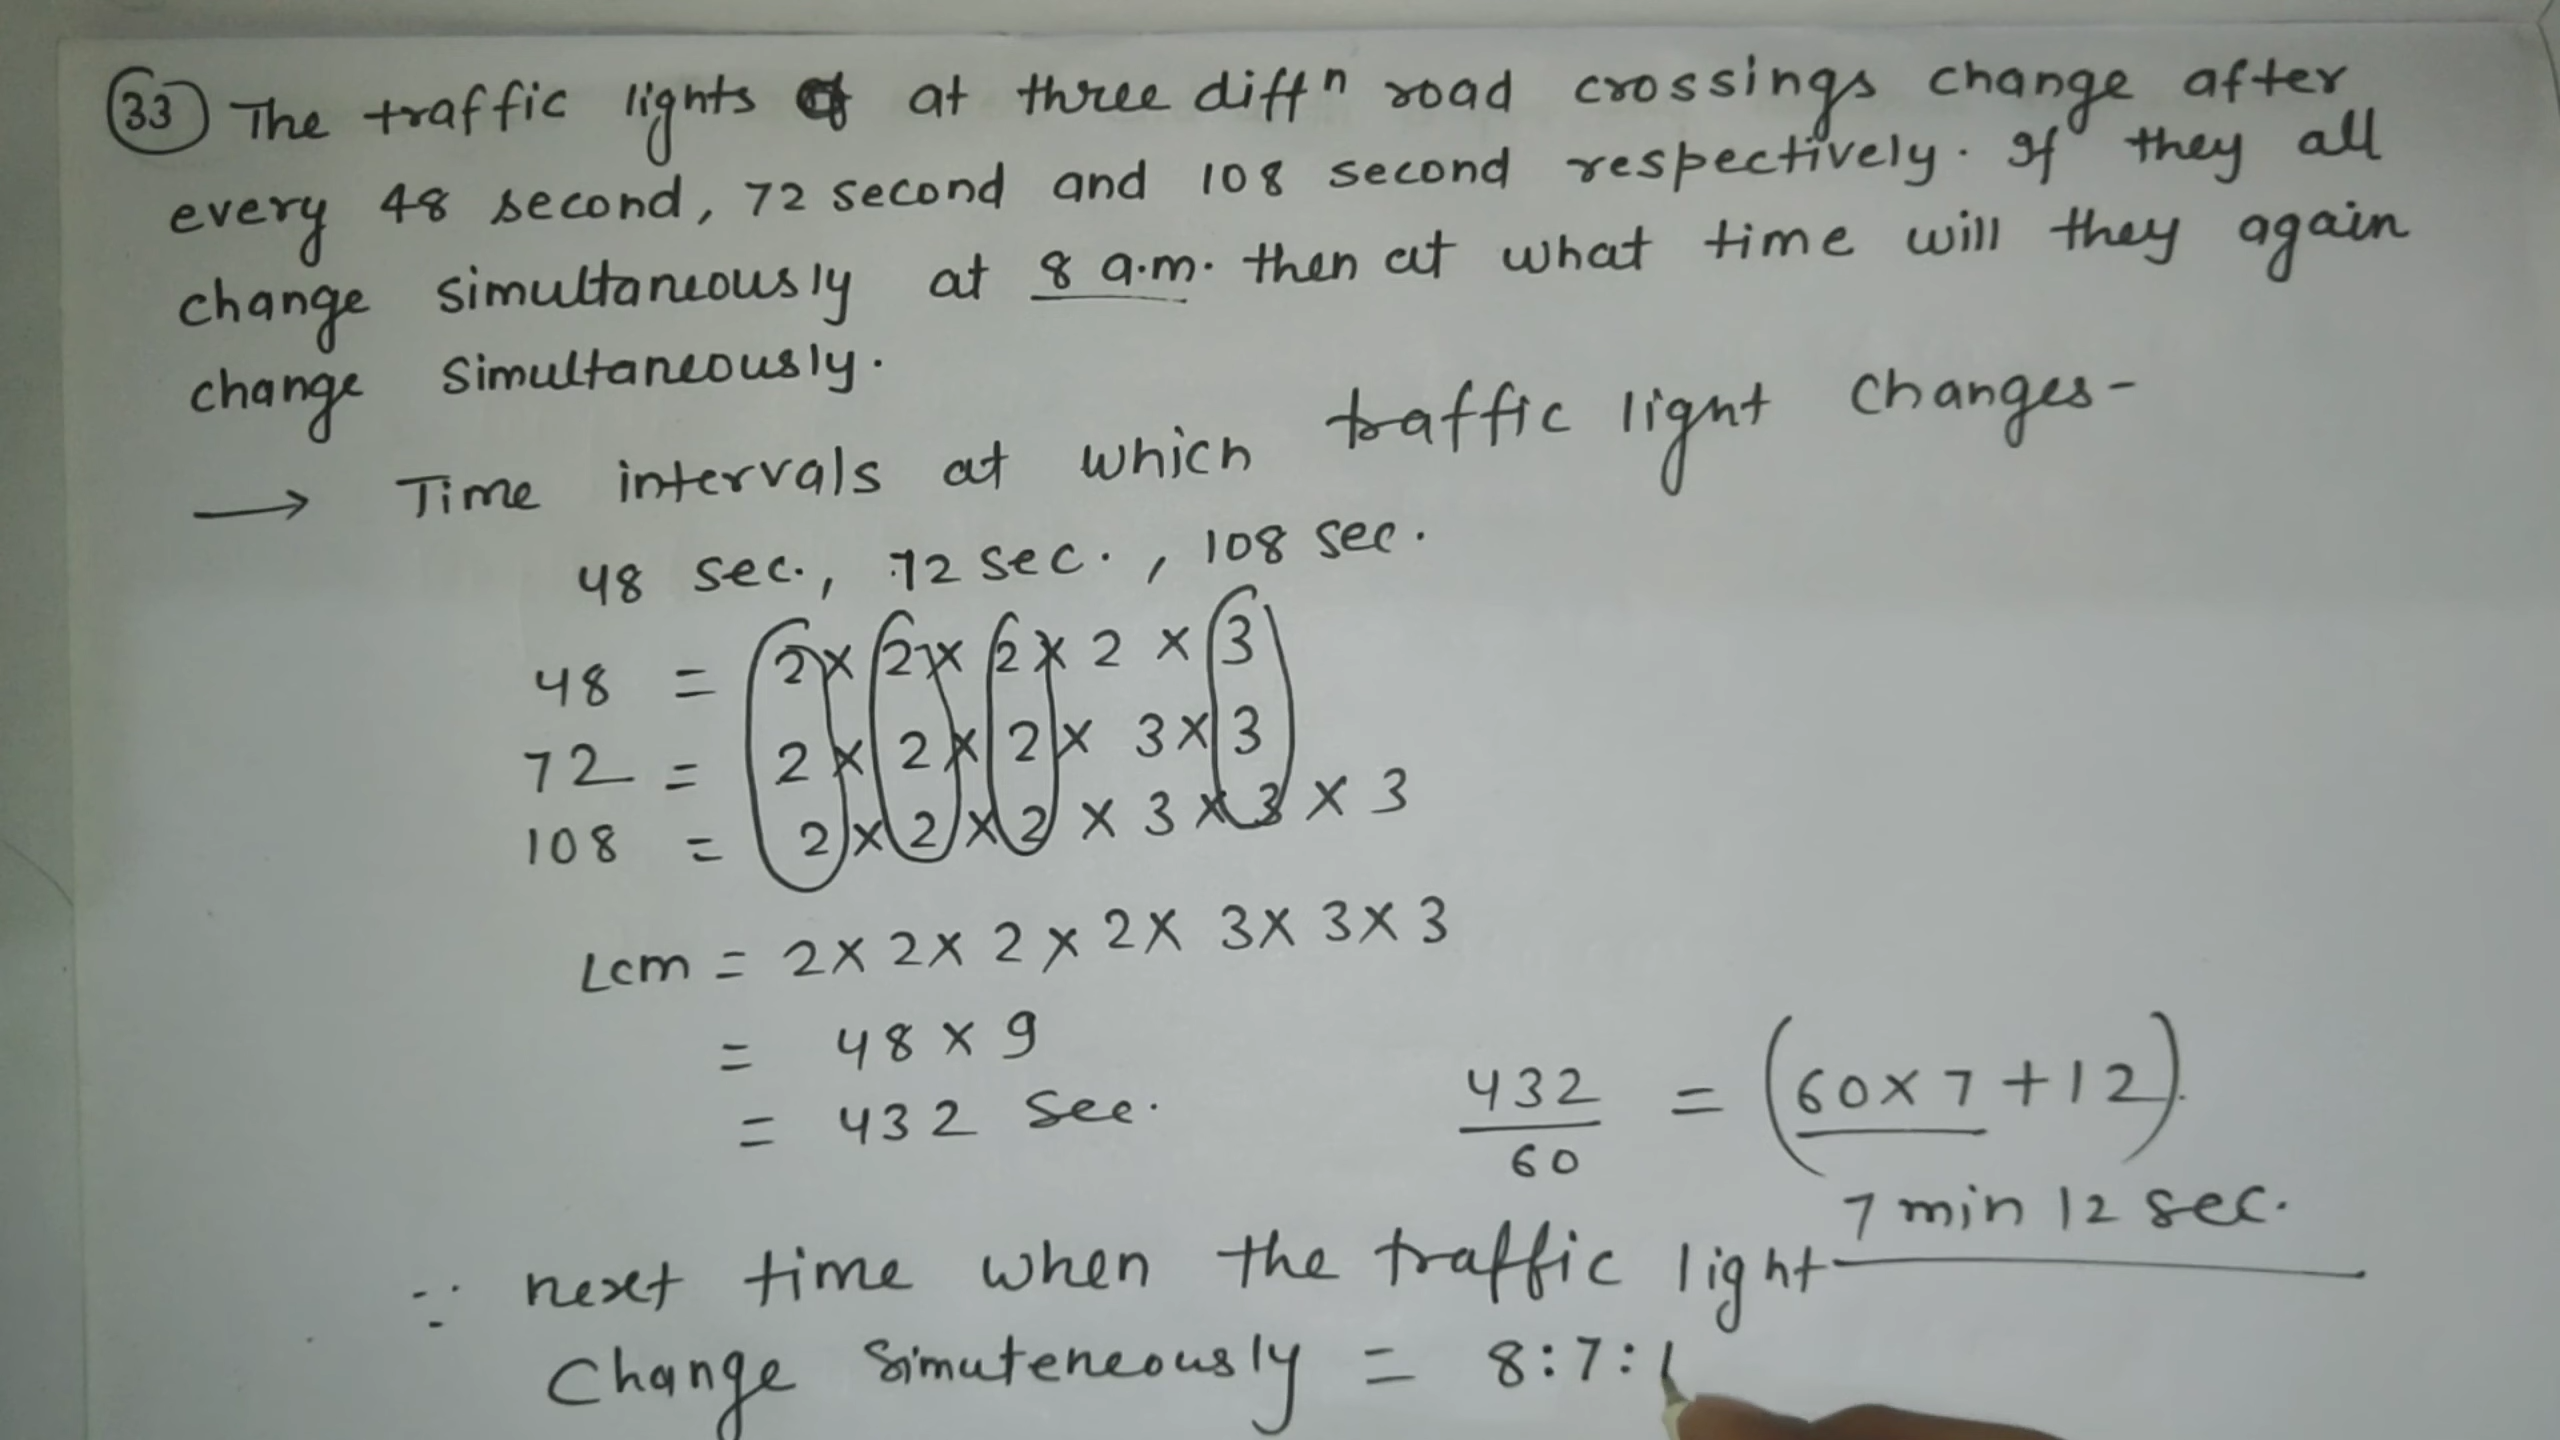 33 The traffic lights at three diffn road crossings change after
every 48 second, 72 second and 108 second respectively. If they all
change simultaneously at 8 a.m. then at what time will they again
change simultaneously.
→ Time intervals at which traffic light changes-
48 sec., 72 sec., 108 sec.
48 = 2 × 2 × 2 × 2 × 3
72 = 2 × 2 × 2 × 3 × 3
108 = 2 × 2 × 2 × 3 × 3 × 3
Lcm = 2 × 2 × 2 × 2 × 3 × 3 × 3
= 48 × 9
= 432 sec.
432/60 = (60 × 7 + 12)
7 min 12 sec.
∵ next time when the traffic light
change simuteneously = 8:7:1